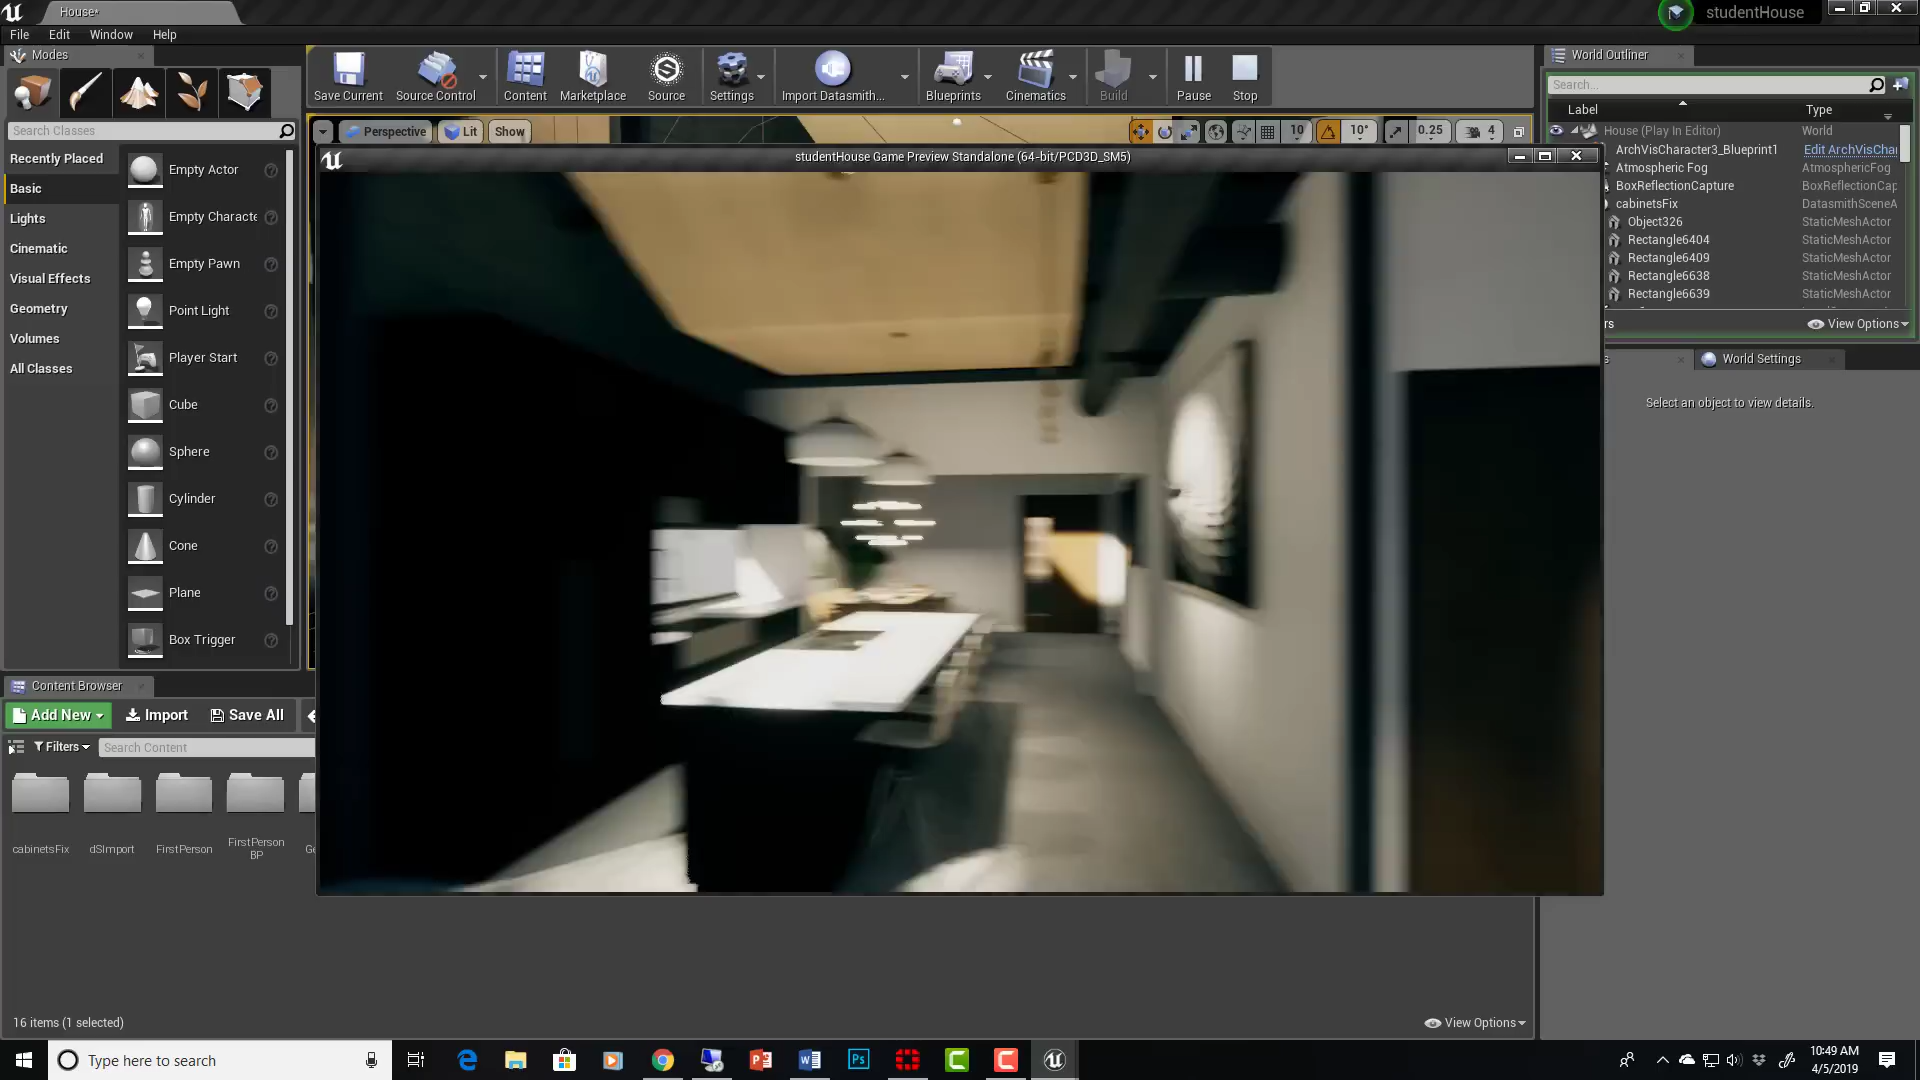 House*
studentHouse
File Edit Window Help
Modes
World Outliner
Save Current Source Control Content Marketplace Source Settings Import Datasmith... Blueprints Cinematics Build Pause Stop
Search...
Label Type
Search Classes
Perspective Lit Show 10 10° 0.25 4
House (Play In Editor) World
ArchVisCharacter3_Blueprint1 Edit ArchVisCha
Atmospheric Fog AtmosphericFog
BoxReflectionCapture BoxReflectionCap
cabinetsFix DatasmithSceneA
Object326 StaticMeshActor
Rectangle6404 StaticMeshActor
Rectangle6409 StaticMeshActor
Rectangle6638 StaticMeshActor
Rectangle6639 StaticMeshActor
rs View Options
World Settings
Select an object to view details.
studentHouse Game Preview Standalone (64-bit/PCD3D_SM5)
Recently Placed
Basic
Lights
Cinematic
Visual Effects
Geometry
Volumes
All Classes
Empty Actor
Empty Characte
Empty Pawn
Point Light
Player Start
Cube
Sphere
Cylinder
Cone
Plane
Box Trigger
Content Browser
Add New Import Save All
Filters Search Content
cabinetsFix dSImport FirstPerson FirstPerson
BP
Ge
16 items (1 selected)
View Options
Type here to search
10:49 AM
4/5/2019